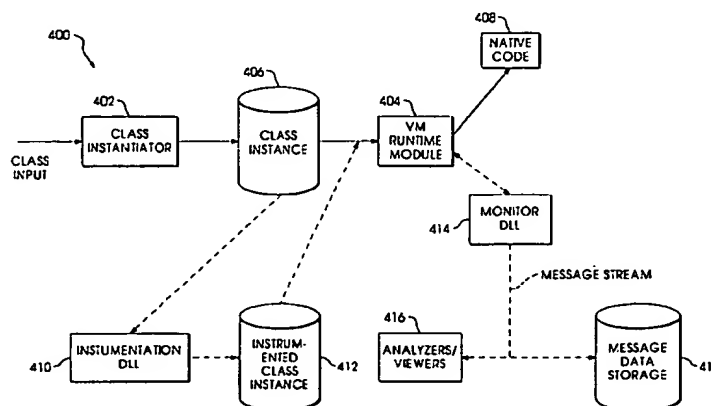 400
402
CLASS
INSTANTIATOR
CLASS
INPUT
406
CLASS
INSTANCE
404
VM
RUNTIME
MODULE
408
NATIVE
CODE
MONITOR
DLL
414
MESSAGE STREAM
410
INSTUMENTATION
DLL
INSTRUM-
ENTED
CLASS
INSTANCE
412
416
ANALYZERS/
VIEWERS
MESSAGE
DATA
STORAGE
41